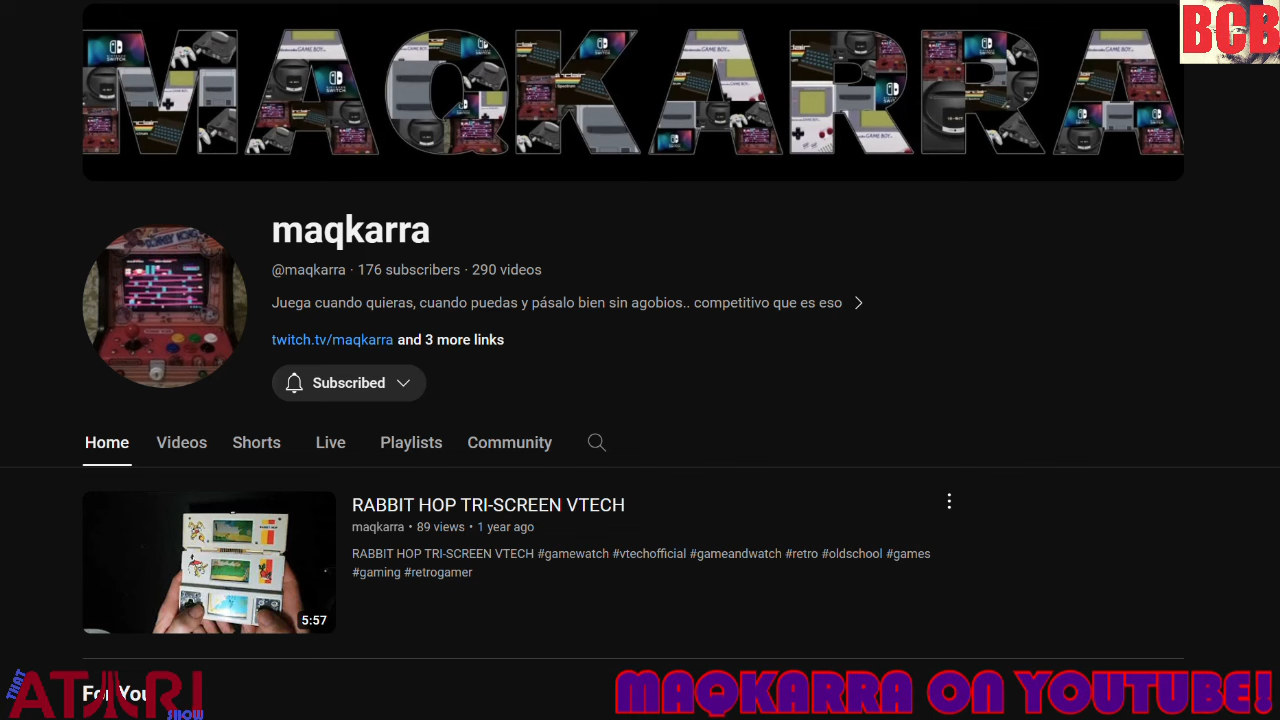 BCB
MAQKARRA
maqkarra
@maqkarra · 176 subscribers · 290 videos
Juega cuando quieras, cuando puedas y pásalo bien sin agobios.. competitivo que es eso
twitch.tv/maqkarra and 3 more links
Subscribed
Home Videos Shorts Live Playlists Community
RABBIT HOP TRI-SCREEN VTECH
maqkarra • 89 views • 1 year ago
RABBIT HOP TRI-SCREEN VTECH #gamewatch #vtechofficial #gameandwatch #retro #oldschool #games
#gaming #retrogamer
5:57
For You
THAT
ATARI
SHOW
MAQKARRA ON YOUTUBE!